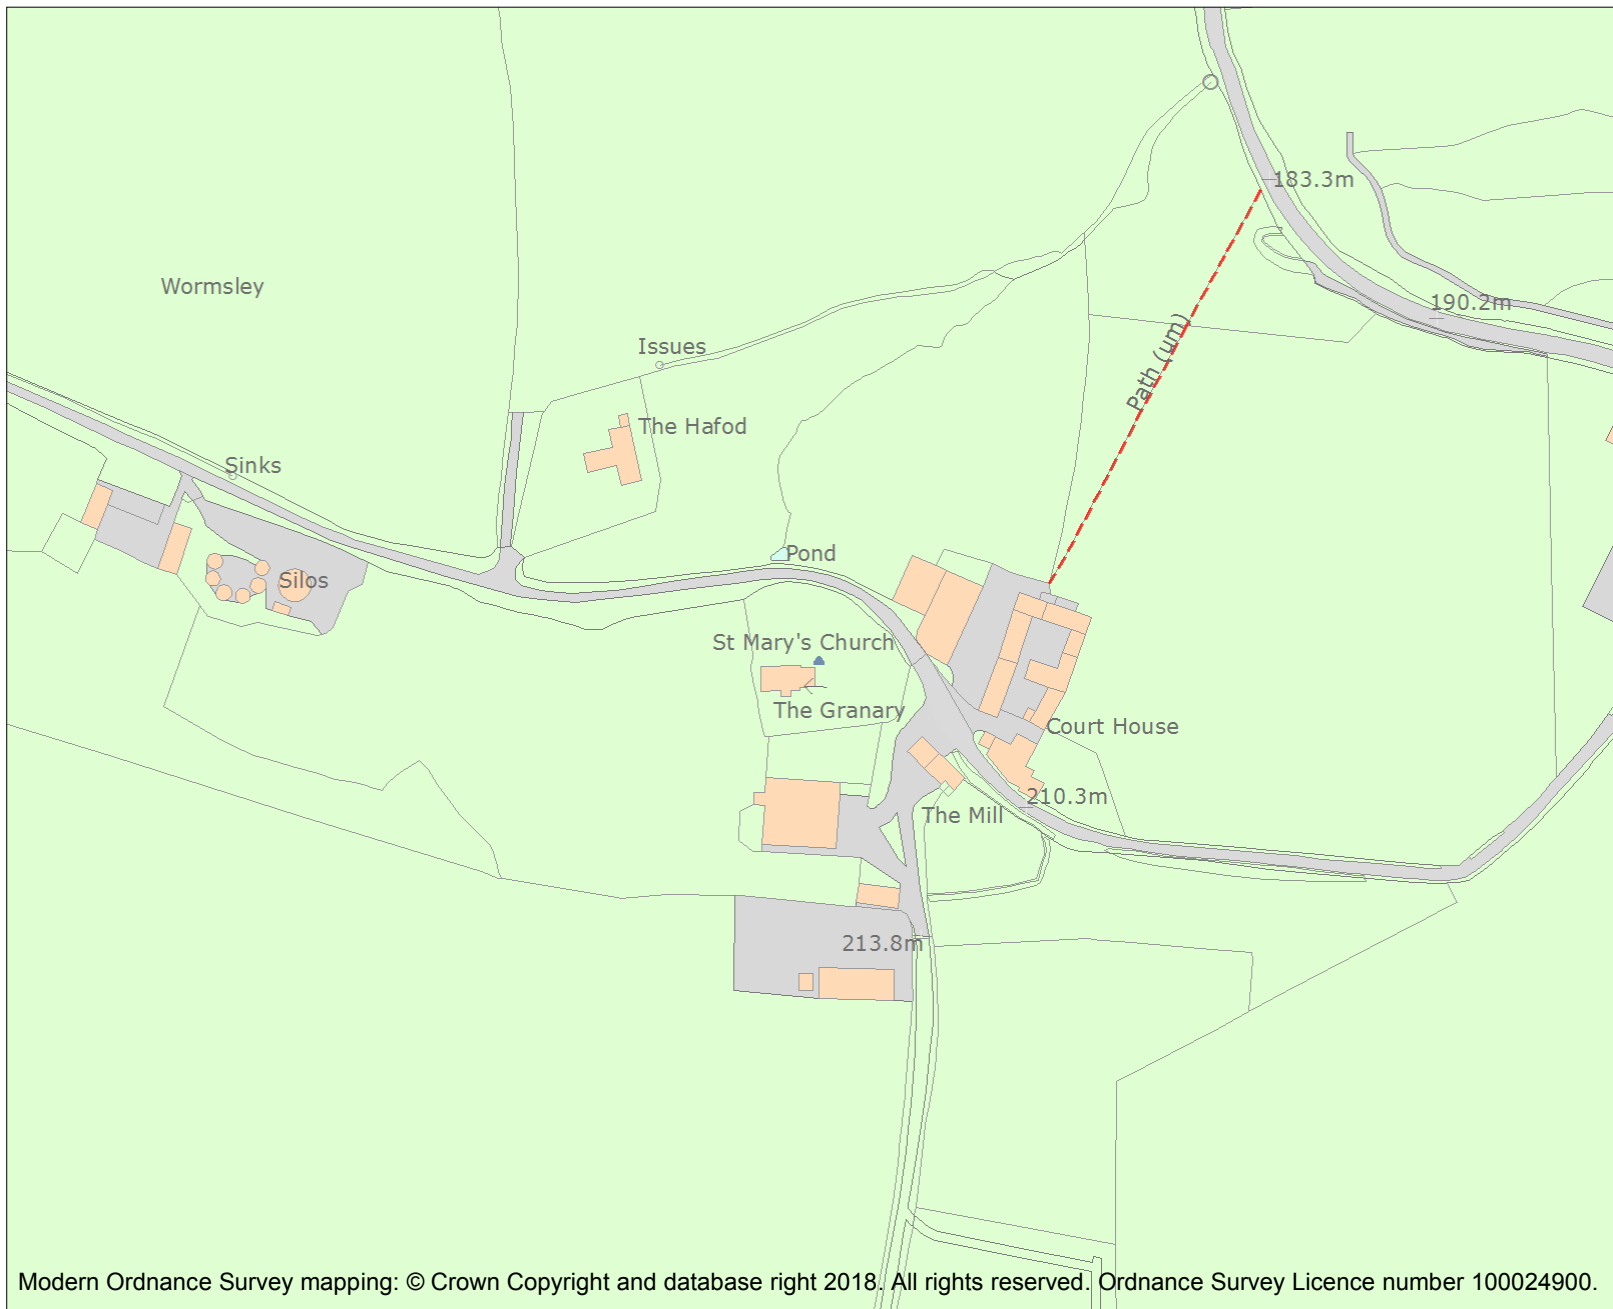 183.3m
Wormsley
190.2m
Path (um)
Issues
The Hafod
Sinks
Pond
Silos
St Mary's Church
The Granary
Court House
210.3m
The Mill
213.8m
Modern Ordnance Survey mapping: © Crown Copyright and database right 2018. All rights reserved. Ordnance Survey Licence number 100024900.